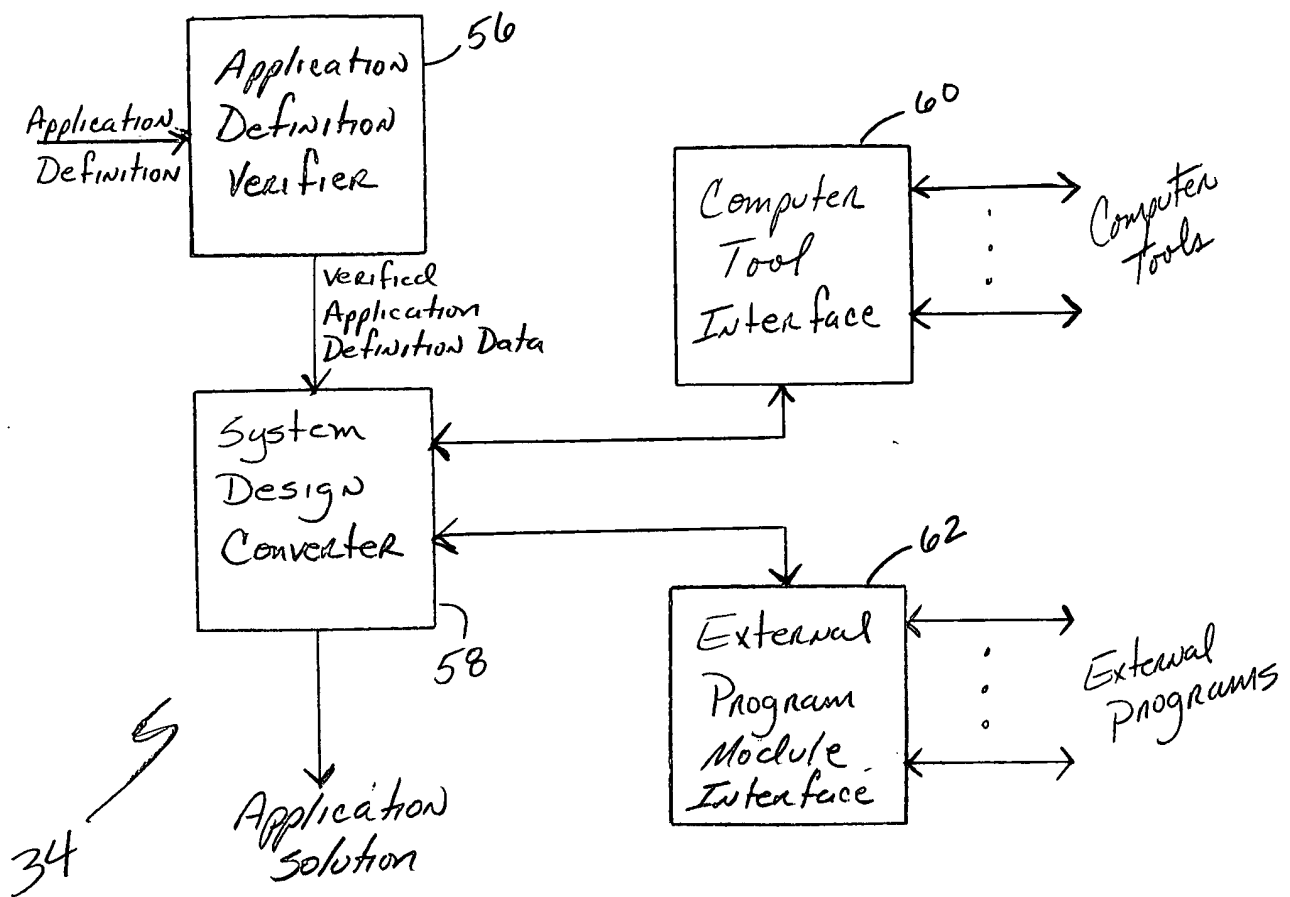 56
Application
Definition
Verifier
Application
Definition
60
Computer
Tool
Interface
Computer
Tools
Verified
Application
Definition Data
System
Design
Converter
58
62
External
Program
Module
Interface
External
Programs
Application
Solution
34